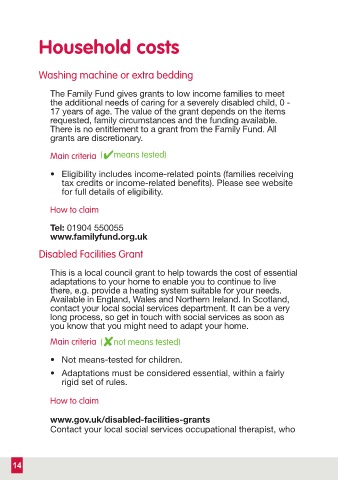 Household costs
Washing machine or extra bedding
The Family Fund gives grants to low income families to meet
the additional needs of caring for a severely disabled child, 0 -
17 years of age. The value of the grant depends on the items
requested, family circumstances and the funding available.
There is no entitlement to a grant from the Family Fund. All
grants are discretionary.
Main criteria (✔means tested)
• Eligibility includes income-related points (families receiving
tax credits or income-related benefits). Please see website
for full details of eligibility.
How to claim
Tel: 01904 550055
www.familyfund.org.uk
Disabled Facilities Grant
This is a local council grant to help towards the cost of essential
adaptations to your home to enable you to continue to live
there, e.g. provide a heating system suitable for your needs.
Available in England, Wales and Northern Ireland. In Scotland,
contact your local social services department. It can be a very
long process, so get in touch with social services as soon as
you know that you might need to adapt your home.
Main criteria (✘not means tested)
• Not means-tested for children.
• Adaptations must be considered essential, within a fairly
rigid set of rules.
How to claim
www.gov.uk/disabled-facilities-grants
Contact your local social services occupational therapist, who
14